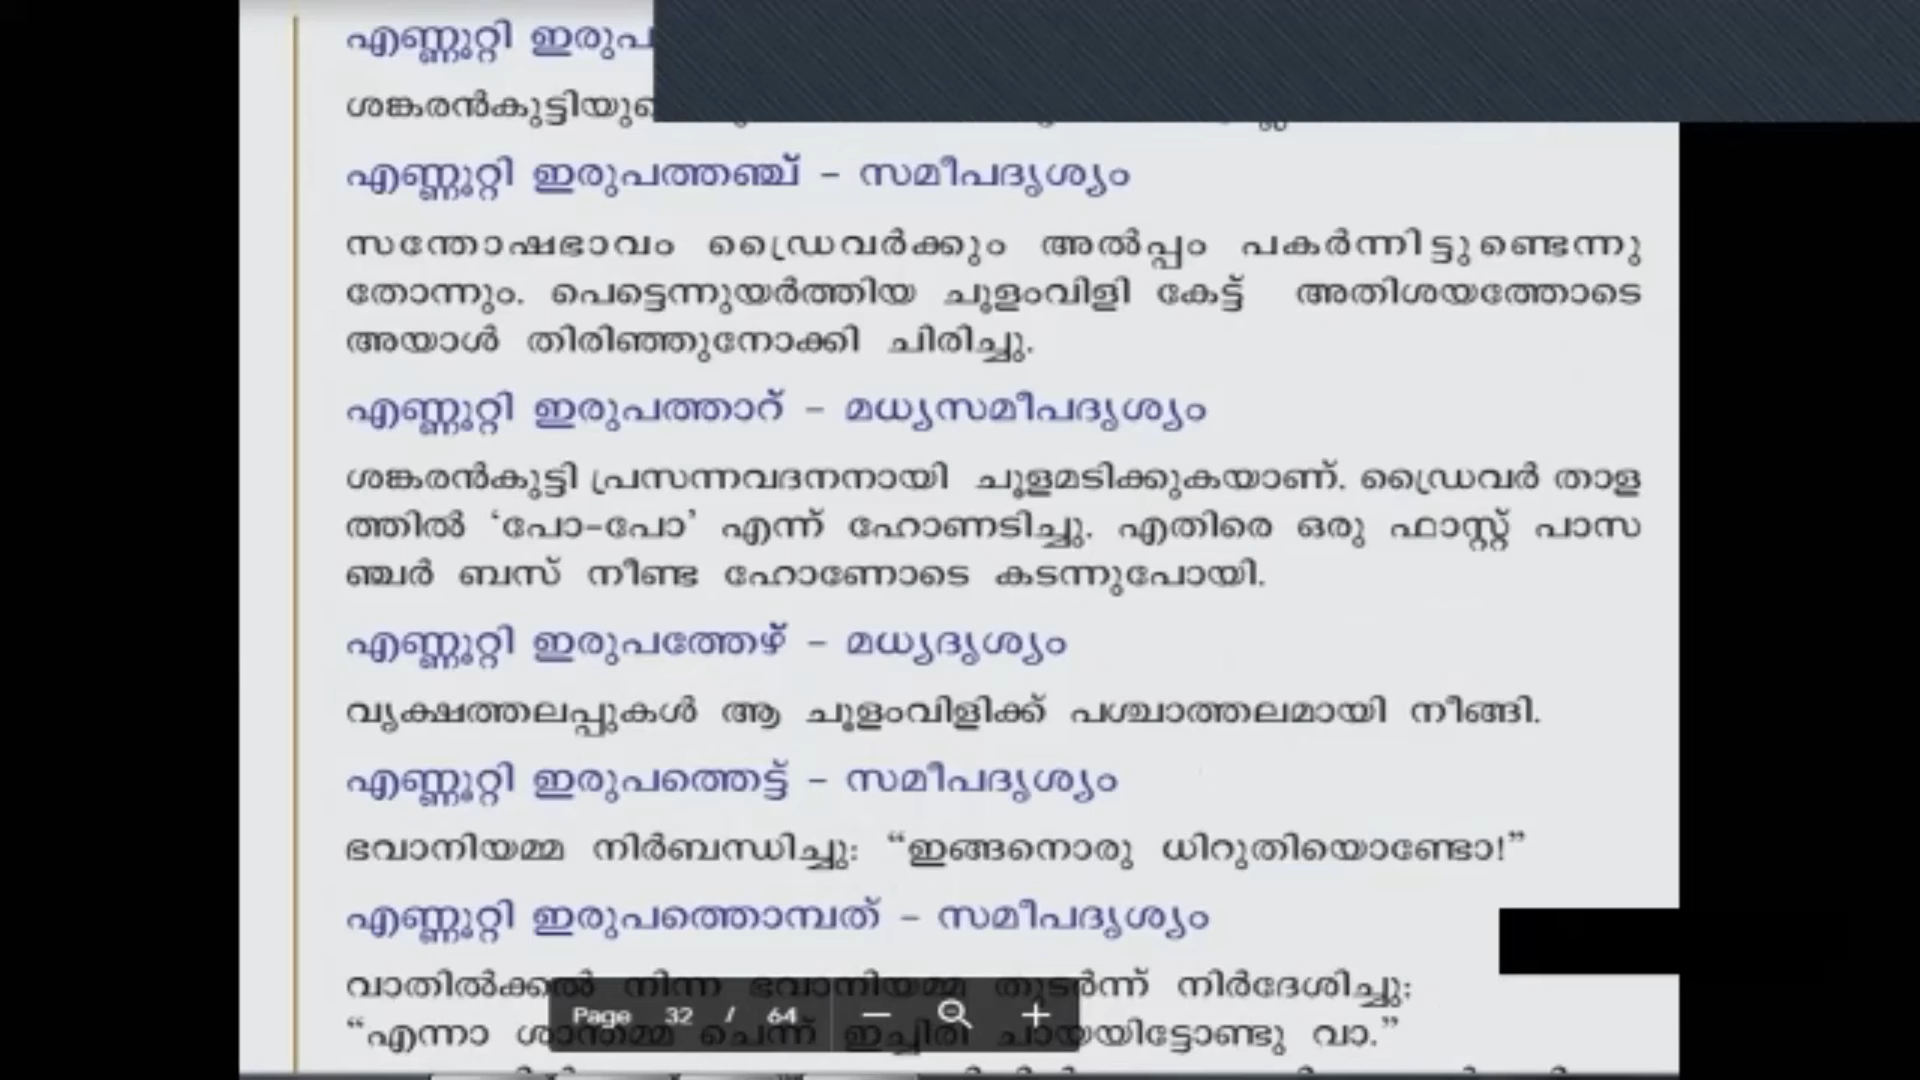 എണ്ണൂറ്റി
എണ്ണൂറ്റി ഇരുപത്തഞ്ച് – സമീപദൃശ്യം
സന്തോഷഭാവം ഡ്രൈവർക്കും അൽപ്പം പകർന്നിട്ടുണ്ടെന്നു
തോന്നും. പെട്ടെന്നുയർത്തിയ ചൂളംവിളി കേട്ട് അതിശയത്തോടെ
അയാൾ തിരിഞ്ഞുനോക്കി ചിരിച്ചു.
എണ്ണൂറ്റി ഇരുപത്താറ് – മധ്യസമീപദൃശ്യം
ശങ്കരൻകുട്ടി പ്രസന്നവദനനായി ചൂളമടിക്കുകയാണ്. ഡ്രൈവർ താള
ത്തിൽ ‘പോ-പോ’ എന്ന് ഹോണടിച്ചു. എതിരെ ഒരു ഫാസ്റ്റ് പാസ
ഞ്ചർ ബസ് നീണ്ട ഹോണോടെ കടന്നുപോയി.
എണ്ണൂറ്റി ഇരുപത്തേഴ് – മധ്യദൃശ്യം
വൃക്ഷത്തലപ്പുകൾ ആ ചൂളംവിളിക്ക് പശ്ചാത്തലമായി നീങ്ങി.
എണ്ണൂറ്റി ഇരുപത്തെട്ട് – സമീപദൃശ്യം
ഭവാനിയമ്മ നിർബന്ധിച്ചു: “ഇങ്ങനൊരു ധിറുതിയൊണ്ടോ!”
എണ്ണൂറ്റി ഇരുപത്തൊമ്പത് – സമീപദൃശ്യം
വാതിൽക്കൽ നിന്ന ഭവാനിയമ്മ തുടർന്ന് നിർദേശിച്ചു:
“എന്നാ ശാന്തമ്മ ചെന്ന് ഇച്ചിരി ചായയിട്ടോണ്ടു വാ.”
Page 32 / 64